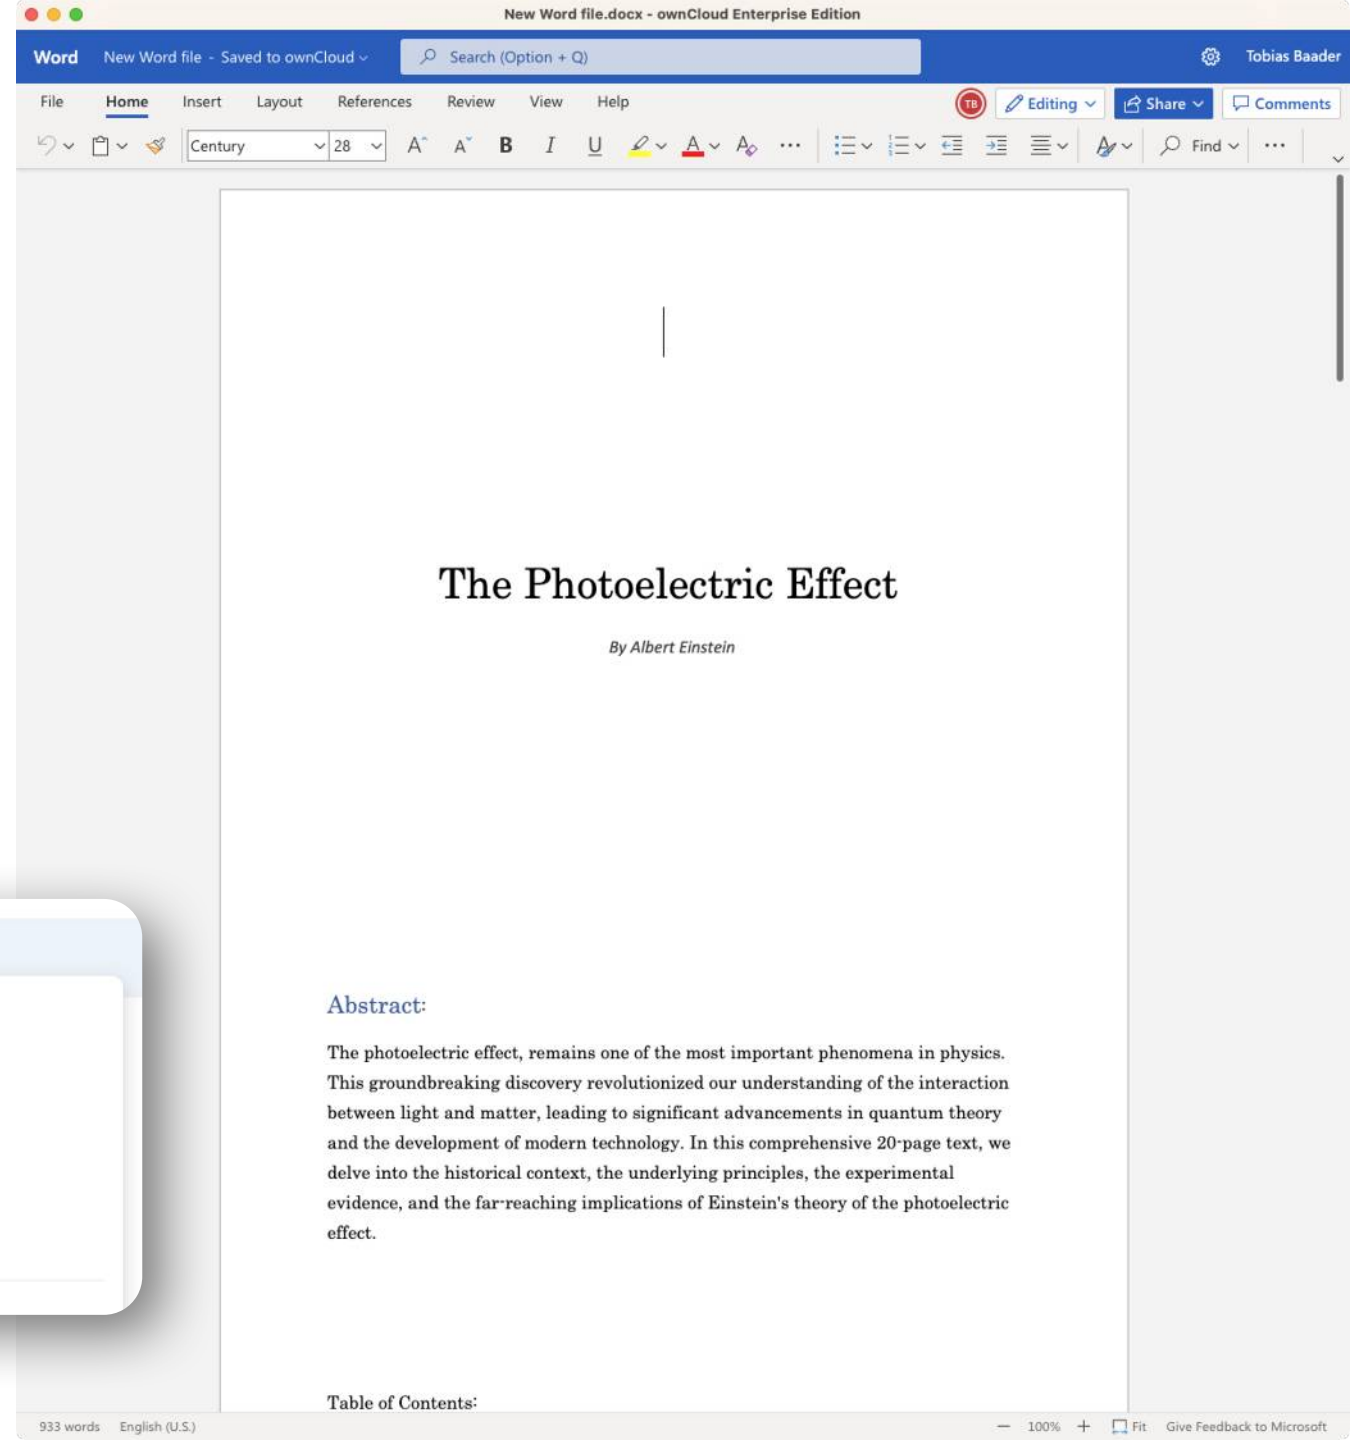 New Word file.docx - ownCloud Enterprise Edition
Word New Word file - Saved to ownCloud Search (Option + Q) Tobias Baader
File Home Insert Layout References Review View Help TB Editing Share Comments
Century 28 A A B I U A A Find
The Photoelectric Effect
By Albert Einstein
Abstract:
The photoelectric effect, remains one of the most important phenomena in physics.
This groundbreaking discovery revolutionized our understanding of the interaction
between light and matter, leading to significant advancements in quantum theory
and the development of modern technology. In this comprehensive 20-page text, we
delve into the historical context, the underlying principles, the experimental
evidence, and the far-reaching implications of Einstein's theory of the photoelectric
effect.
Table of Contents:
933 words English (U.S.) 100% Fit Give Feedback to Microsoft